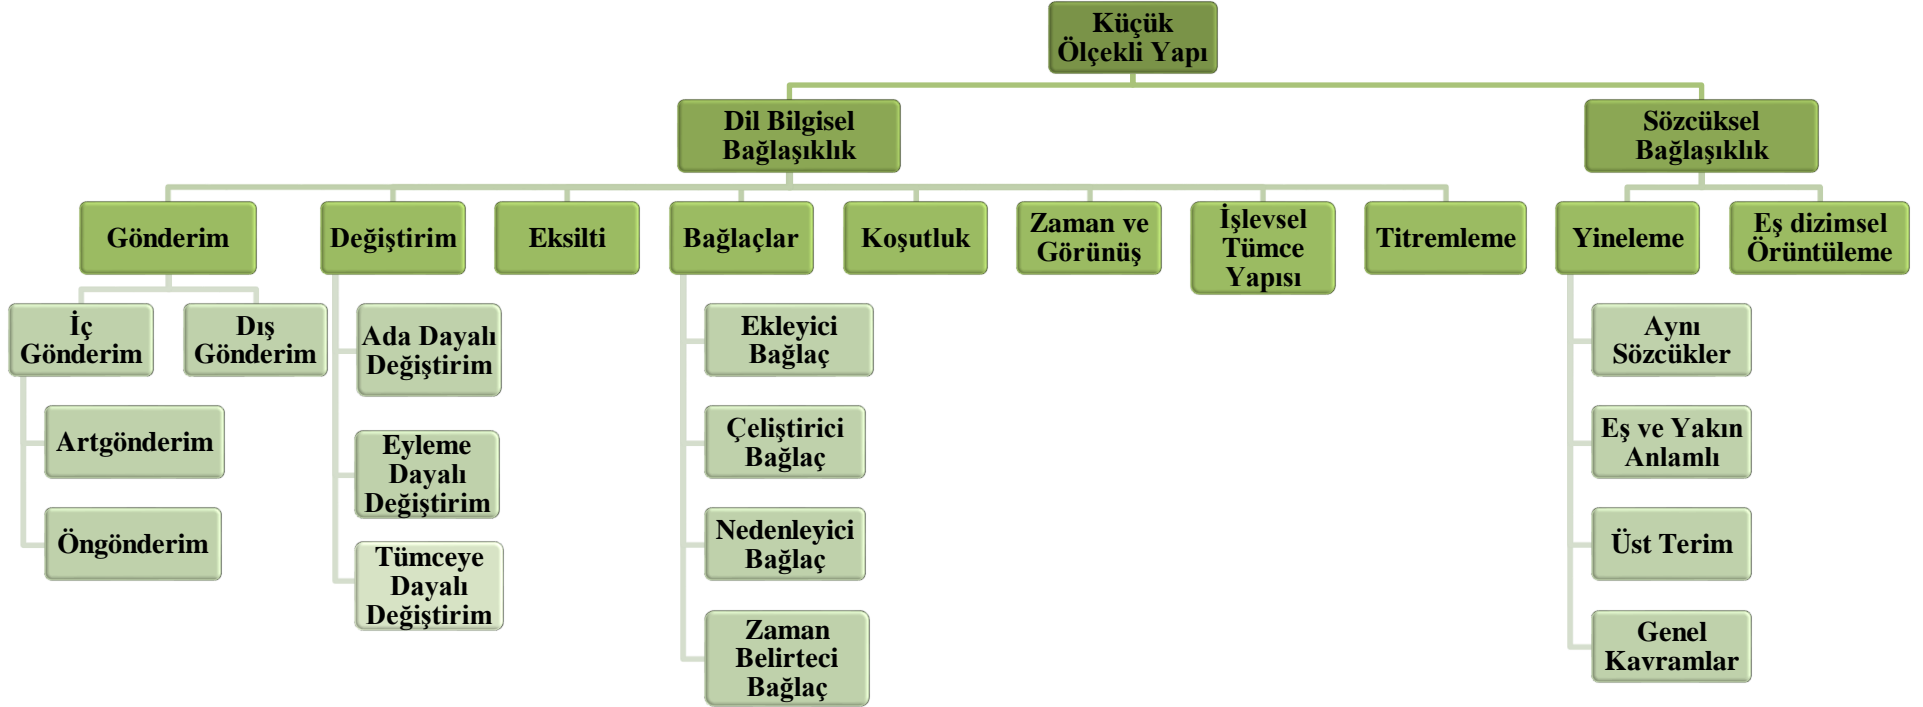 Küçük
Ölçekli Yapı
Dil Bilgisel
Bağlaşıklık
Sözcüksel
Bağlaşıklık
Gönderim
Değiştirim
Eksilti
Bağlaçlar
Koşutluk
Zaman ve
Görünüş
İşlevsel
Tümce
Yapısı
Titremleme
Yineleme
Eş dizimsel
Örüntüleme
İç
Gönderim
Dış
Gönderim
Artgönderim
Öngönderim
Ada Dayalı
Değiştirim
Eyleme
Dayalı
Değiştirim
Tümceye
Dayalı
Değiştirim
Ekleyici
Bağlaç
Çeliştirici
Bağlaç
Nedenleyici
Bağlaç
Zaman
Belirteci
Bağlaç
Aynı
Sözcükler
Eş ve Yakın
Anlamlı
Üst Terim
Genel
Kavramlar